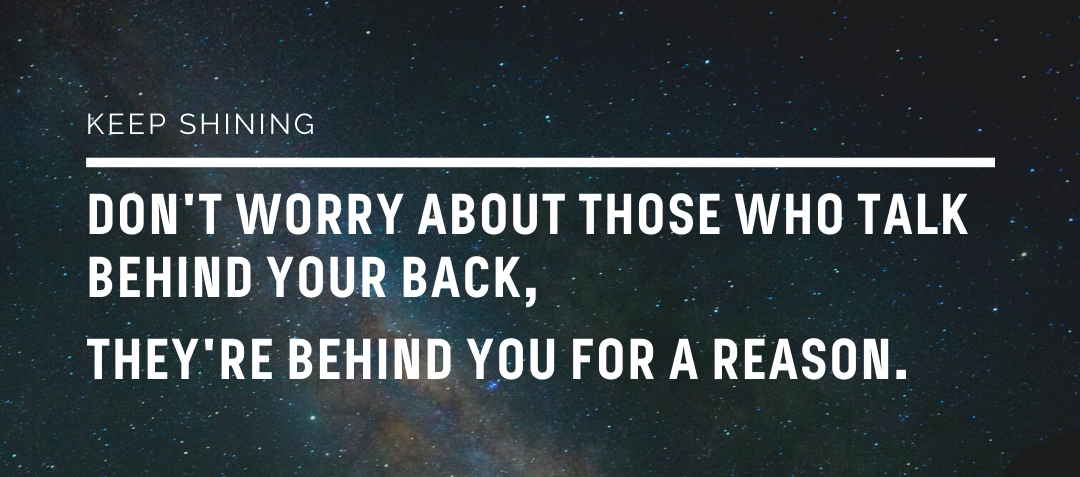 KEEP SHINING
DON'T WORRY ABOUT THOSE WHO TALK
BEHIND YOUR BACK,
THEY'RE BEHIND YOU FOR A REASON.